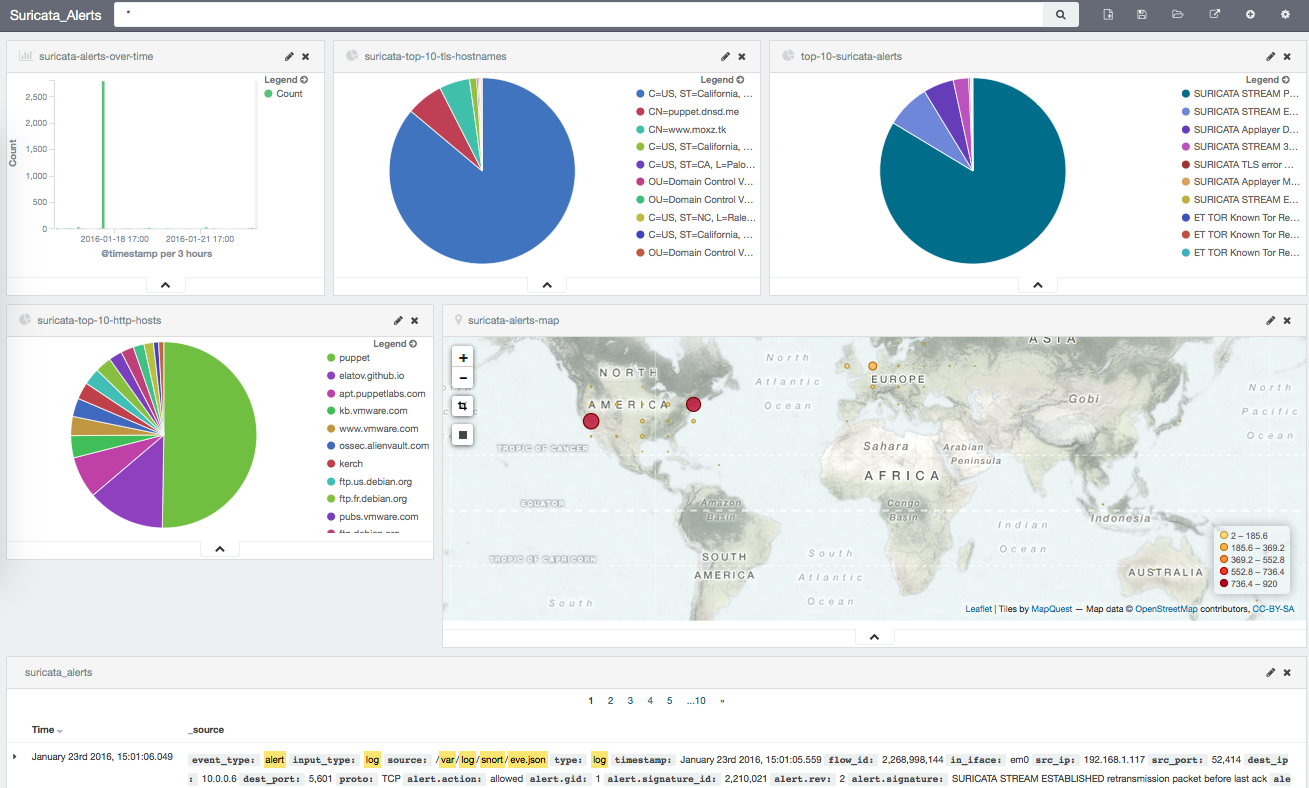 Suricata_Alerts *
suricata-alerts-over-time
Legend
Count
2,500
2,000
1,500
1,000
500
0
Count
2016-01-18 17:00 2016-01-21 17:00
@timestamp per 3 hours
suricata-top-10-tls-hostnames
Legend
C=US, ST=California, ...
CN=puppet.dnsd.me
CN=www.moxz.tk
C=US, ST=California, ...
C=US, ST=CA, L=Palo...
OU=Domain Control V...
OU=Domain Control V...
C=US, ST=NC, L=Rale...
C=US, ST=California, ...
OU=Domain Control V...
top-10-suricata-alerts
Legend
SURICATA STREAM P...
SURICATA STREAM E...
SURICATA Applayer D...
SURICATA STREAM 3...
SURICATA TLS error ...
SURICATA Applayer M...
SURICATA STREAM E...
ET TOR Known Tor Re...
ET TOR Known Tor Re...
ET TOR Known Tor Re...
suricata-top-10-http-hosts
Legend
puppet
elatov.github.io
apt.puppetlabs.com
kb.vmware.com
www.vmware.com
ossec.alienvault.com
kerch
ftp.us.debian.org
ftp.fr.debian.org
pubs.vmware.com
suricata-alerts-map
+
−
ASIA
NORTH
AMERICA
North
Atlantic
Ocean
EUROPE
Gobi
North
Pacific
Ocean
TROPIC OF CANCER
Sahara
Arabian
Peninsula
AFRICA
EQUATOR
Amazon
Basin
Congo
Basin
Indian
Ocean
Indonesia
TROPIC OF CAPRICORN
SOUTH
AMERICA
South
Atlantic
Ocean
AUSTRALIA
South
2 – 185.6
185.6 – 369.2
369.2 – 552.8
552.8 – 736.4
736.4 – 920
Leaflet | Tiles by MapQuest — Map data © OpenStreetMap contributors, CC-BY-SA
suricata_alerts
1 2 3 4 5 ...10 »
Time _source
January 23rd 2016, 15:01:06.049 event_type: alert input_type: log source: /var/log/snort/eve.json type: log timestamp: January 23rd 2016, 15:01:05.559 flow_id: 2,268,998,144 in_iface: em0 src_ip: 192.168.1.117 src_port: 52,414 dest_ip
: 10.0.0.6 dest_port: 5,601 proto: TCP alert.action: allowed alert.gid: 1 alert.signature_id: 2,210,021 alert.rev: 2 alert.signature: SURICATA STREAM ESTABLISHED retransmission packet before last ack ale